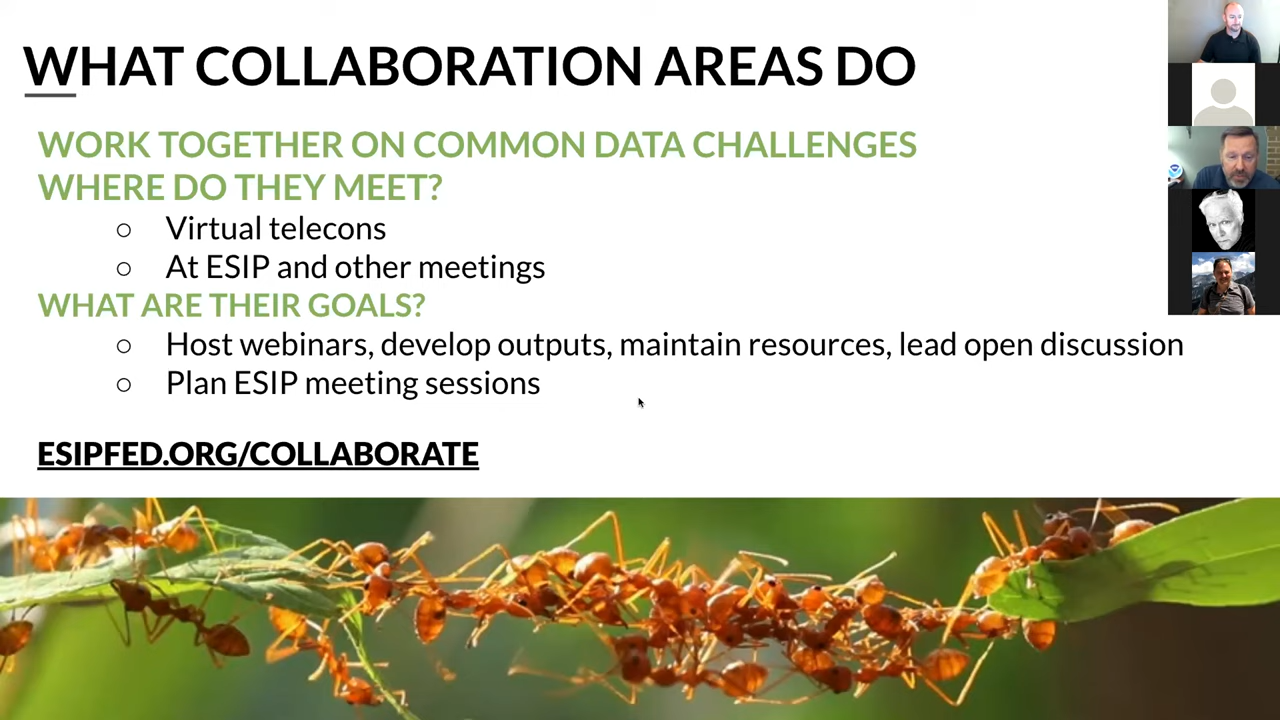 WHAT COLLABORATION AREAS DO
WORK TOGETHER ON COMMON DATA CHALLENGES
WHERE DO THEY MEET?
○ Virtual telecons
○ At ESIP and other meetings
WHAT ARE THEIR GOALS?
○ Host webinars, develop outputs, maintain resources, lead open discussion
○ Plan ESIP meeting sessions
ESIPFED.ORG/COLLABORATE